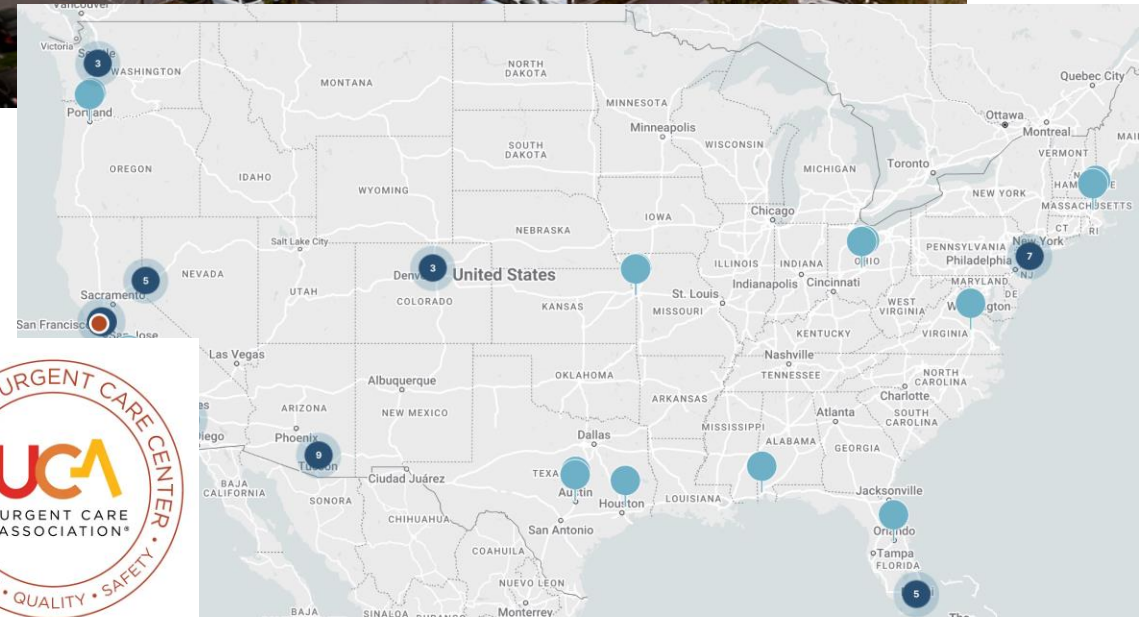 Vancouver
Victoria
3
WASHINGTON
Portland
OREGON
IDAHO
MONTANA
NORTH
DAKOTA
SOUTH
DAKOTA
WYOMING
MINNESOTA
Minneapolis
WISCONSIN
MICHIGAN
Toronto
Ottawa
Montreal
Quebec City
VERMONT
NEW YORK
MASSACHUSETTS
CT
RI
IOWA
Chicago
NEBRASKA
Salt Lake City
5
NEVADA
Sacramento
UTAH
3
United States
COLORADO
KANSAS
St. Louis
MISSOURI
ILLINOIS
INDIANA
Indianapolis
Cincinnati
OHIO
PENNSYLVANIA
New York
Philadelphia
7
NJ
MARYLAND
DE
WEST
VIRGINIA
VIRGINIA
KENTUCKY
San Francisco
San Jose
Las Vegas
Nashville
TENNESSEE
NORTH
CAROLINA
Charlotte
SOUTH
CAROLINA
Albuquerque
OKLAHOMA
ARKANSAS
ARIZONA
NEW MEXICO
Phoenix
9
Tucson
Dallas
MISSISSIPPI
ALABAMA
Atlanta
GEORGIA
Ciudad Juárez
Austin
Houston
LOUISIANA
San Antonio
Jacksonville
Orlando
Tampa
FLORIDA
5
BAJA
CALIFORNIA
SONORA
CHIHUAHUA
COAHUILA
NUEVO LEON
Monterrey
BAJA
SINALOA
DURANGO
The
URGENT CARE CENTER
UCA
URGENT CARE
ASSOCIATION®
• QUALITY • SAFETY •